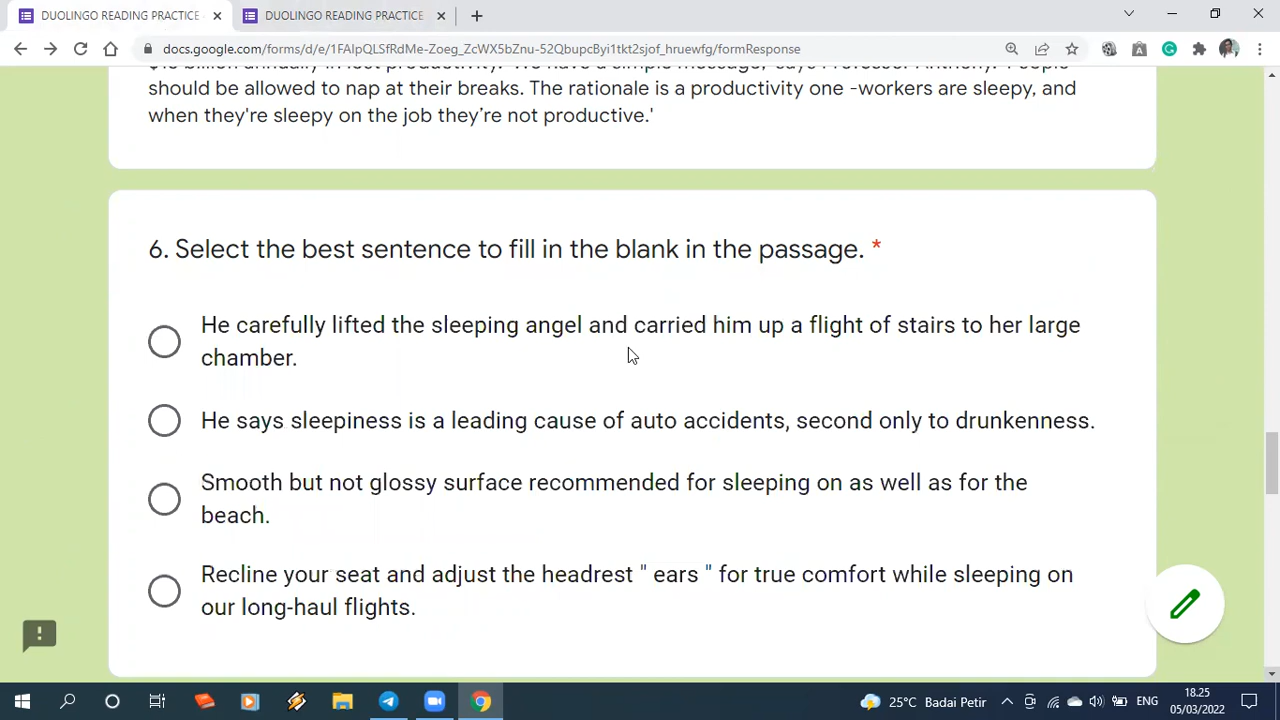 DUOLINGO READING PRACTICE
DUOLINGO READING PRACTICE
docs.google.com/forms/d/e/1FAIpQLSfRdMe-Zoeg_ZcWX5bZnu-52QbupcByi1tkt2sjof_hruewfg/formResponse
should be allowed to nap at their breaks. The rationale is a productivity one -workers are sleepy, and
when they're sleepy on the job they’re not productive.'
6. Select the best sentence to fill in the blank in the passage. *
He carefully lifted the sleeping angel and carried him up a flight of stairs to her large
chamber.
He says sleepiness is a leading cause of auto accidents, second only to drunkenness.
Smooth but not glossy surface recommended for sleeping on as well as for the
beach.
Recline your seat and adjust the headrest " ears " for true comfort while sleeping on
our long-haul flights.
25°C Badai Petir
ENG
18.25
05/03/2022